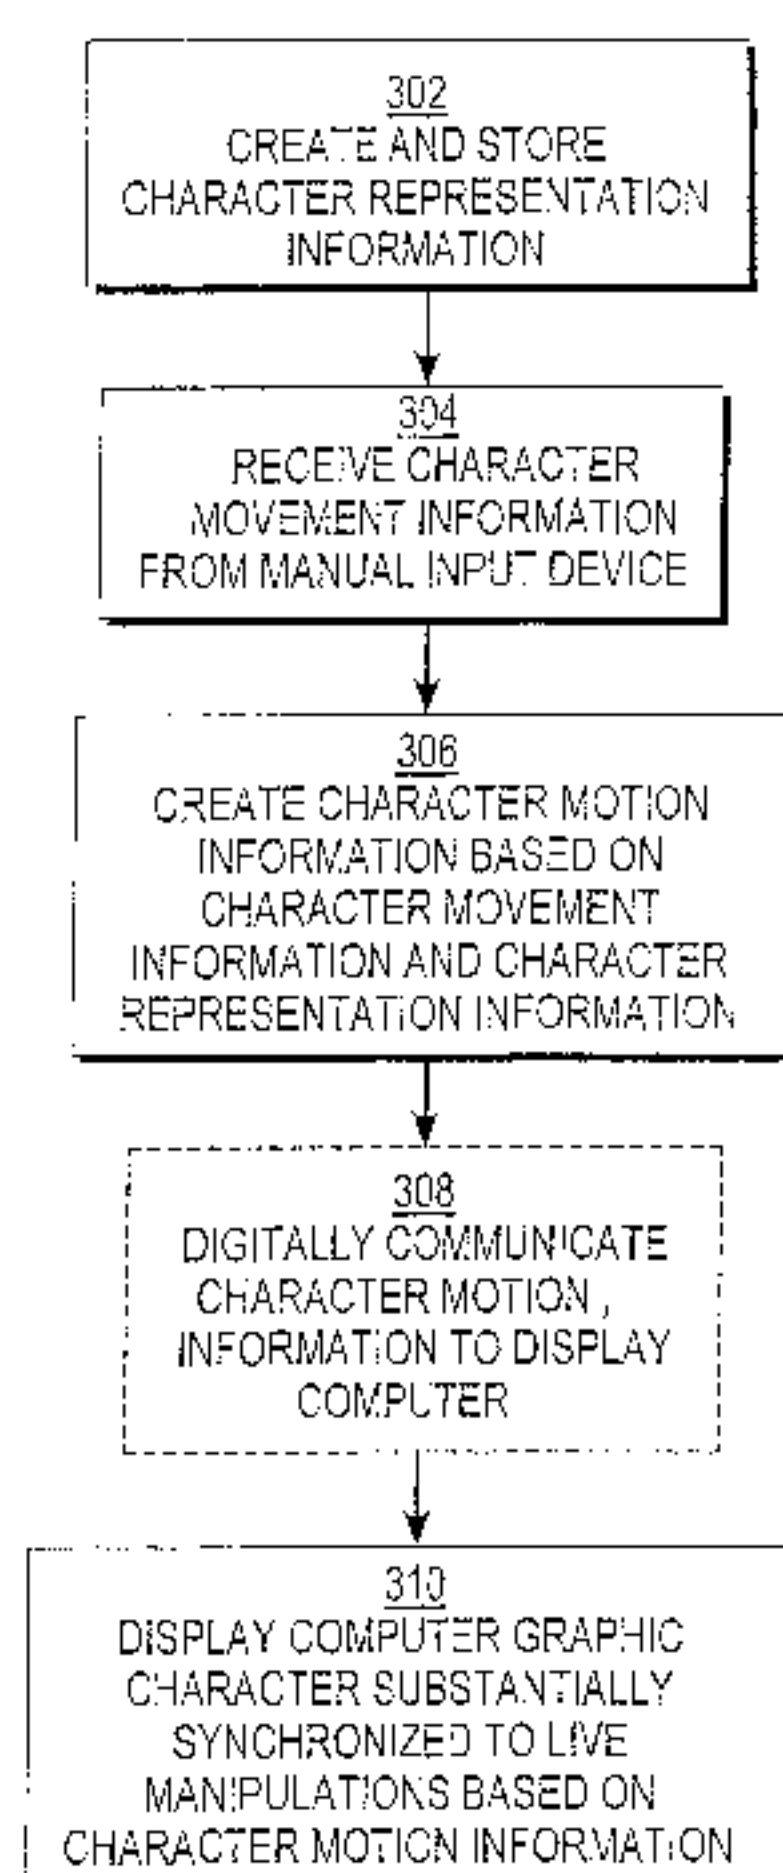 302
CREATE AND STORE
CHARACTER REPRESENTATION
INFORMATION
304
RECEIVE CHARACTER
MOVEMENT INFORMATION
FROM MANUAL INPUT DEVICE
306
CREATE CHARACTER MOTION
INFORMATION BASED ON
CHARACTER MOVEMENT
INFORMATION AND CHARACTER
REPRESENTATION INFORMATION
308
DIGITALLY COMMUNICATE
CHARACTER MOTION ,
INFORMATION TO DISPLAY
COMPUTER
310
DISPLAY COMPUTER GRAPHIC
CHARACTER SUBSTANTIALLY
SYNCHRONIZED TO LIVE
MANIPULATIONS BASED ON
CHARACTER MOTION INFORMATION